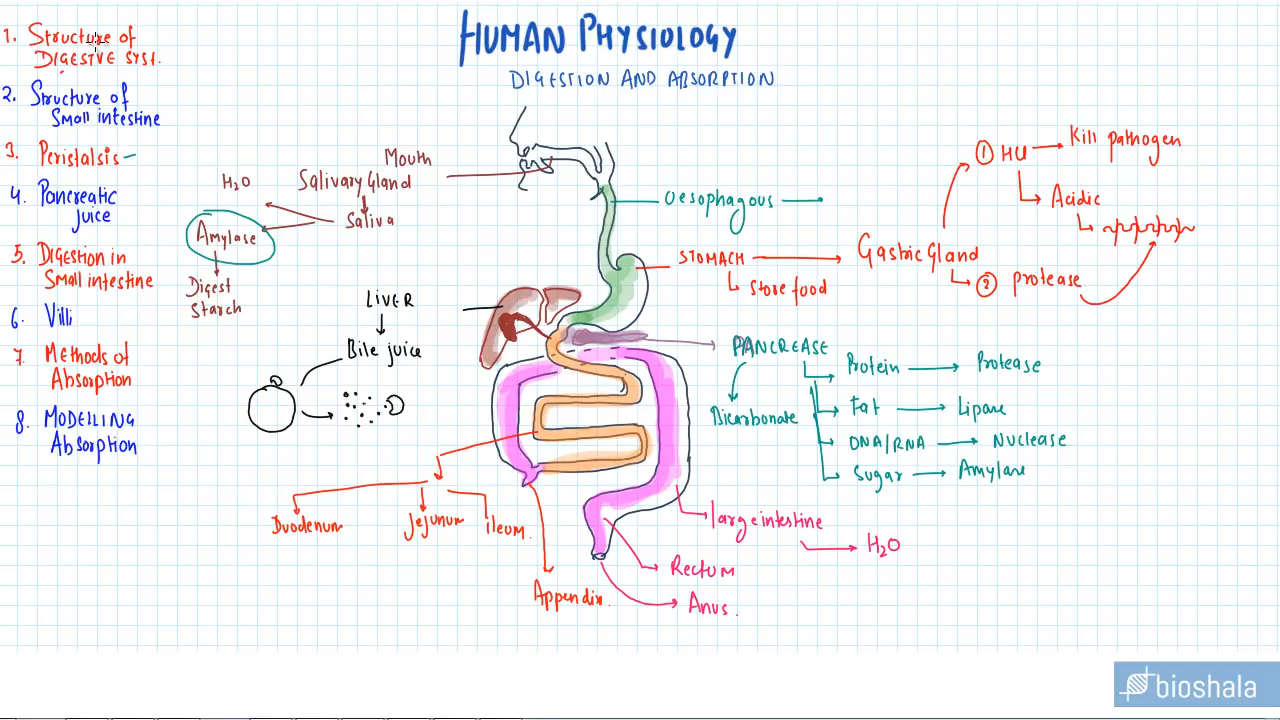 HUMAN PHYSIOLOGY
DIGESTION AND ABSORPTION
1. Structure of
DIGESTVE SYST.
2. Structure of
Small intestine
3. Peristalsis
4. Pancreatic
juice
5. DIGESTION in
Small intestine
6. Villi
7. Methods of
Absorption
8. MODELLING
Absorption
Mouth
Salivary Gland
H2O
Saliva
Amylase
Digest
Starch
LIVER
Bile juice
Oesophagous
STOMACH
Store food
Gastric Gland
① HCl
Kill pathogen
Acidic
② protease
PANCREASE
Bicarbonate
Protein
Protease
Fat
Lipase
DNA/RNA
Nuclease
Sugar
Amylase
Duodenum
Jejunum
ileum.
Appendix.
large intestine
H2O
Rectum
Anus.
bioshala